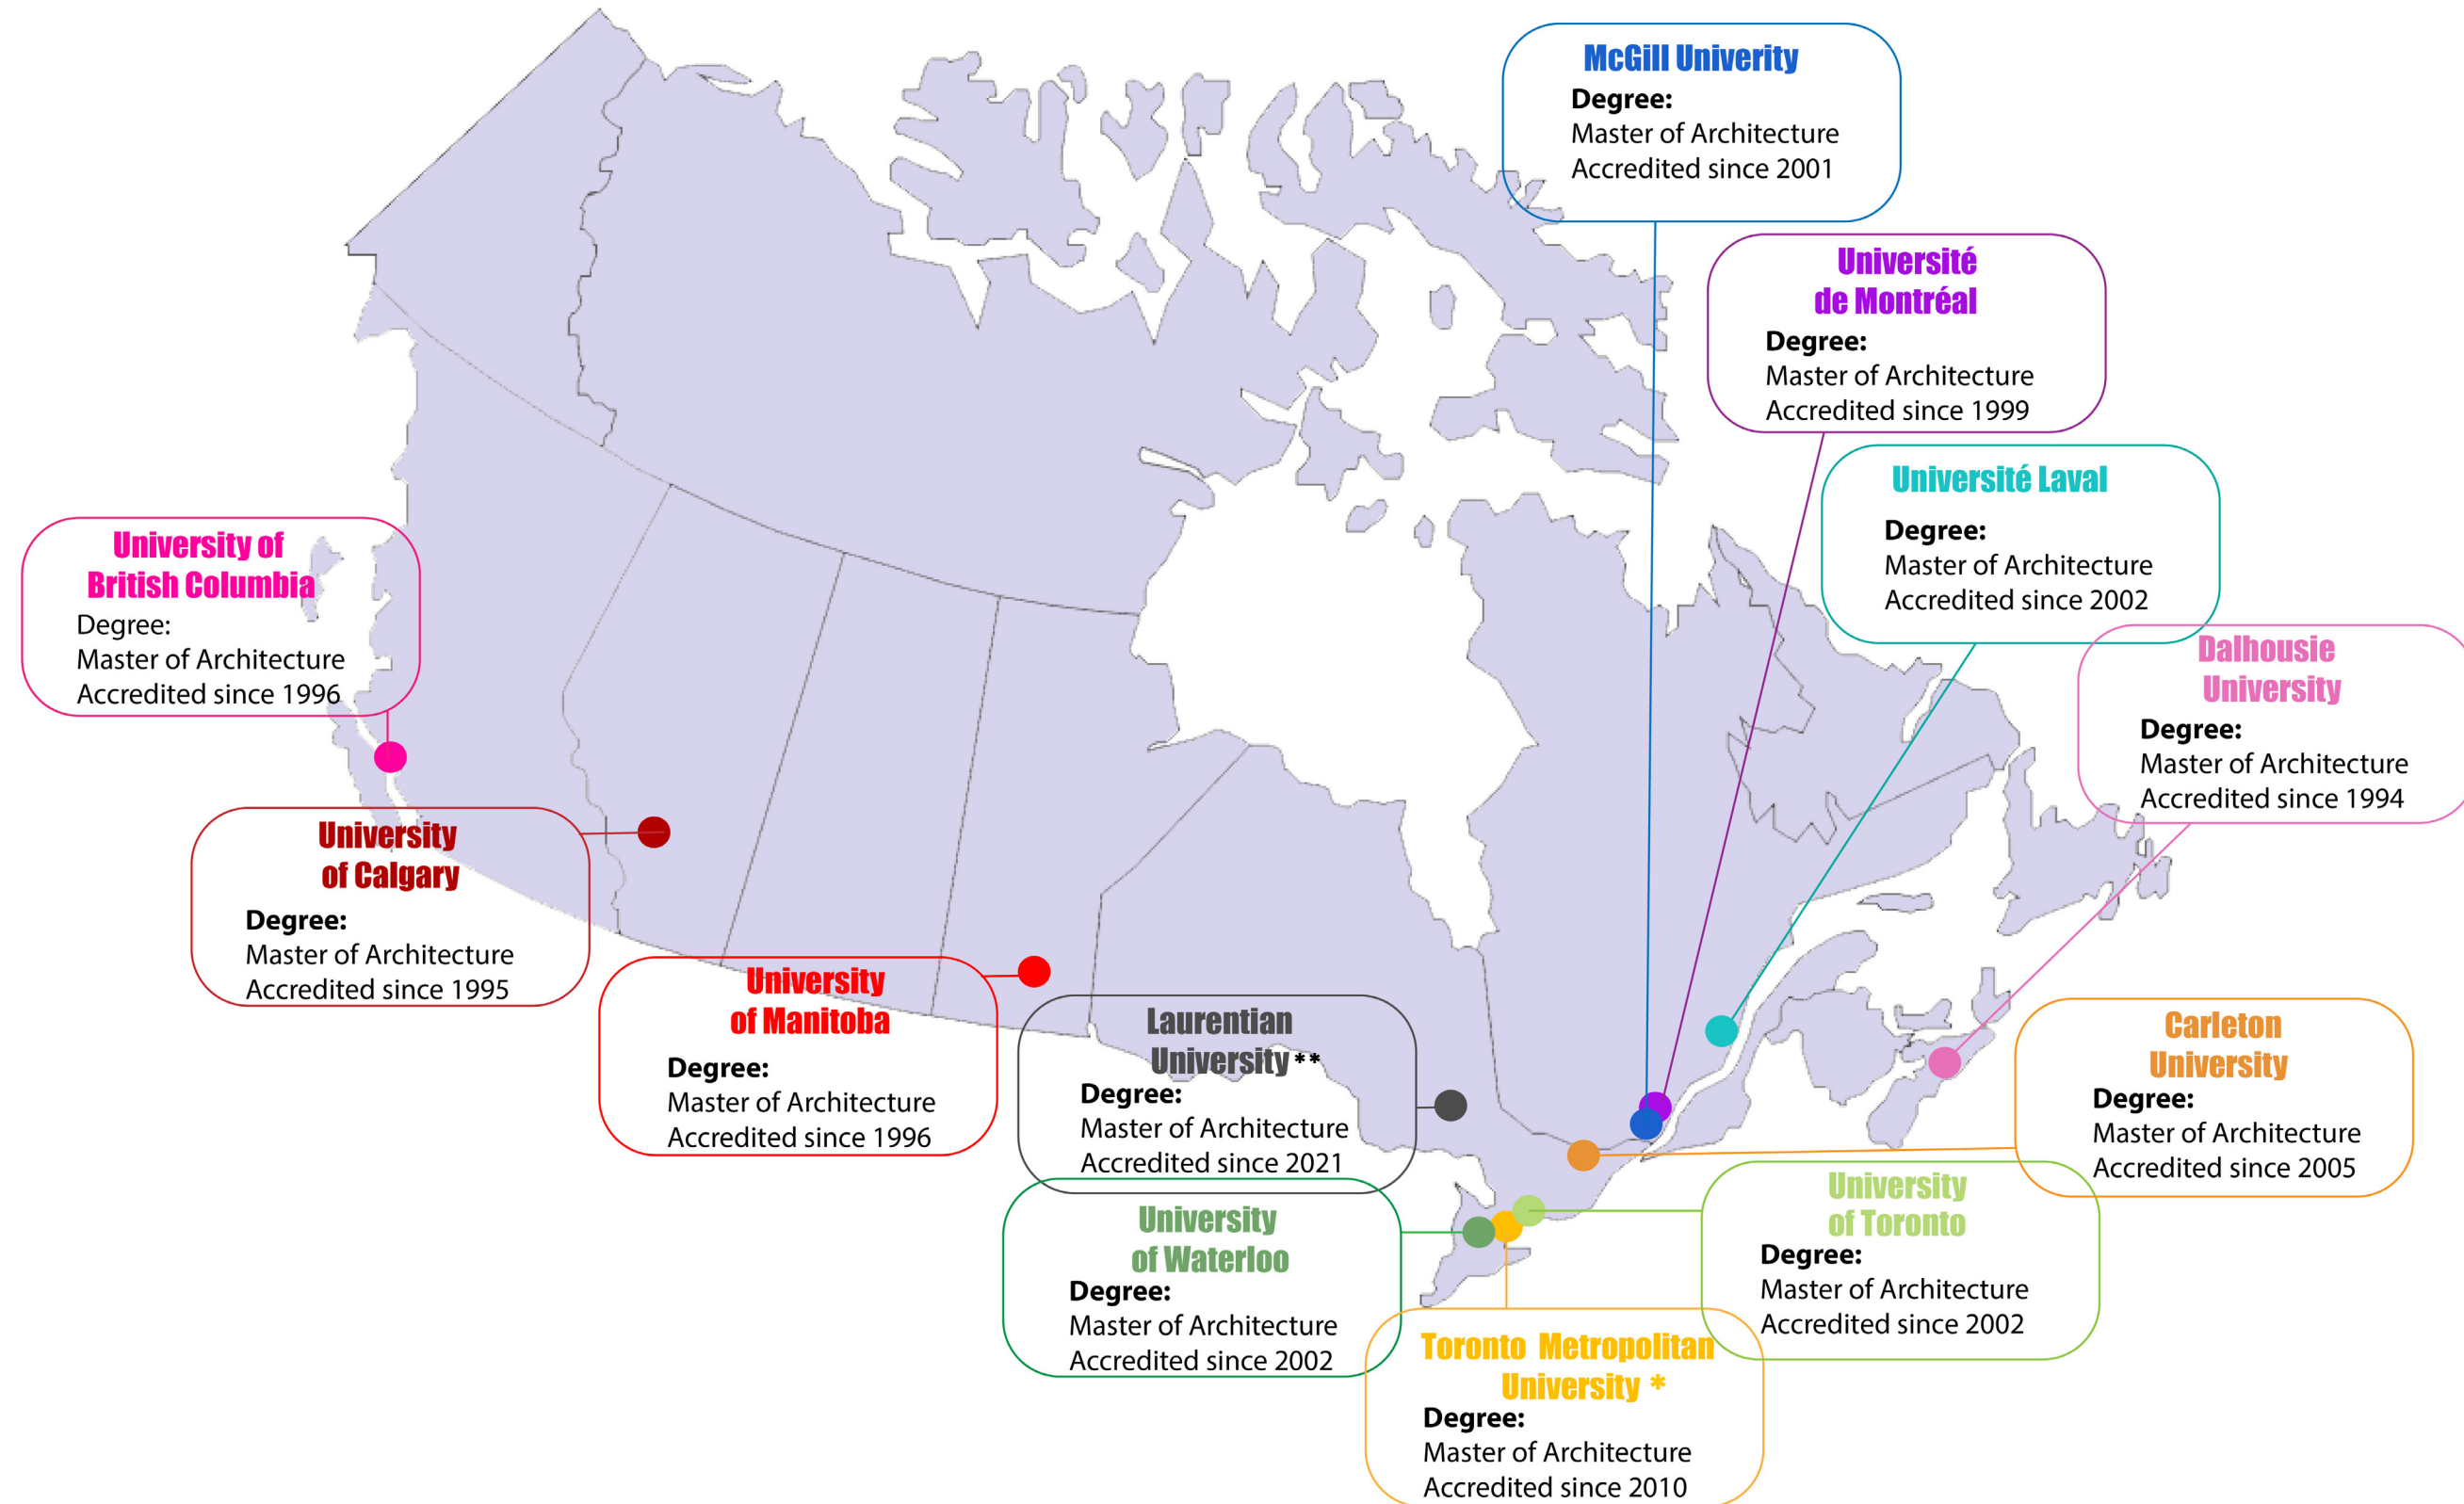 McGill Univerity
Degree:
Master of Architecture
Accredited since 2001
Université
de Montréal
Degree:
Master of Architecture
Accredited since 1999
Université Laval
Degree:
Master of Architecture
Accredited since 2002
University of
British Columbia
Degree:
Master of Architecture
Accredited since 1996
Dalhousie
University
Degree:
Master of Architecture
Accredited since 1994
University
of Calgary
Degree:
Master of Architecture
Accredited since 1995
University
of Manitoba
Degree:
Master of Architecture
Accredited since 1996
Laurentian
University**
Degree:
Master of Architecture
Accredited since 2021
Carleton
University
Degree:
Master of Architecture
Accredited since 2005
University
of Waterloo
Degree:
Master of Architecture
Accredited since 2002
University
of Toronto
Degree:
Master of Architecture
Accredited since 2002
Toronto Metropolitan
University *
Degree:
Master of Architecture
Accredited since 2010